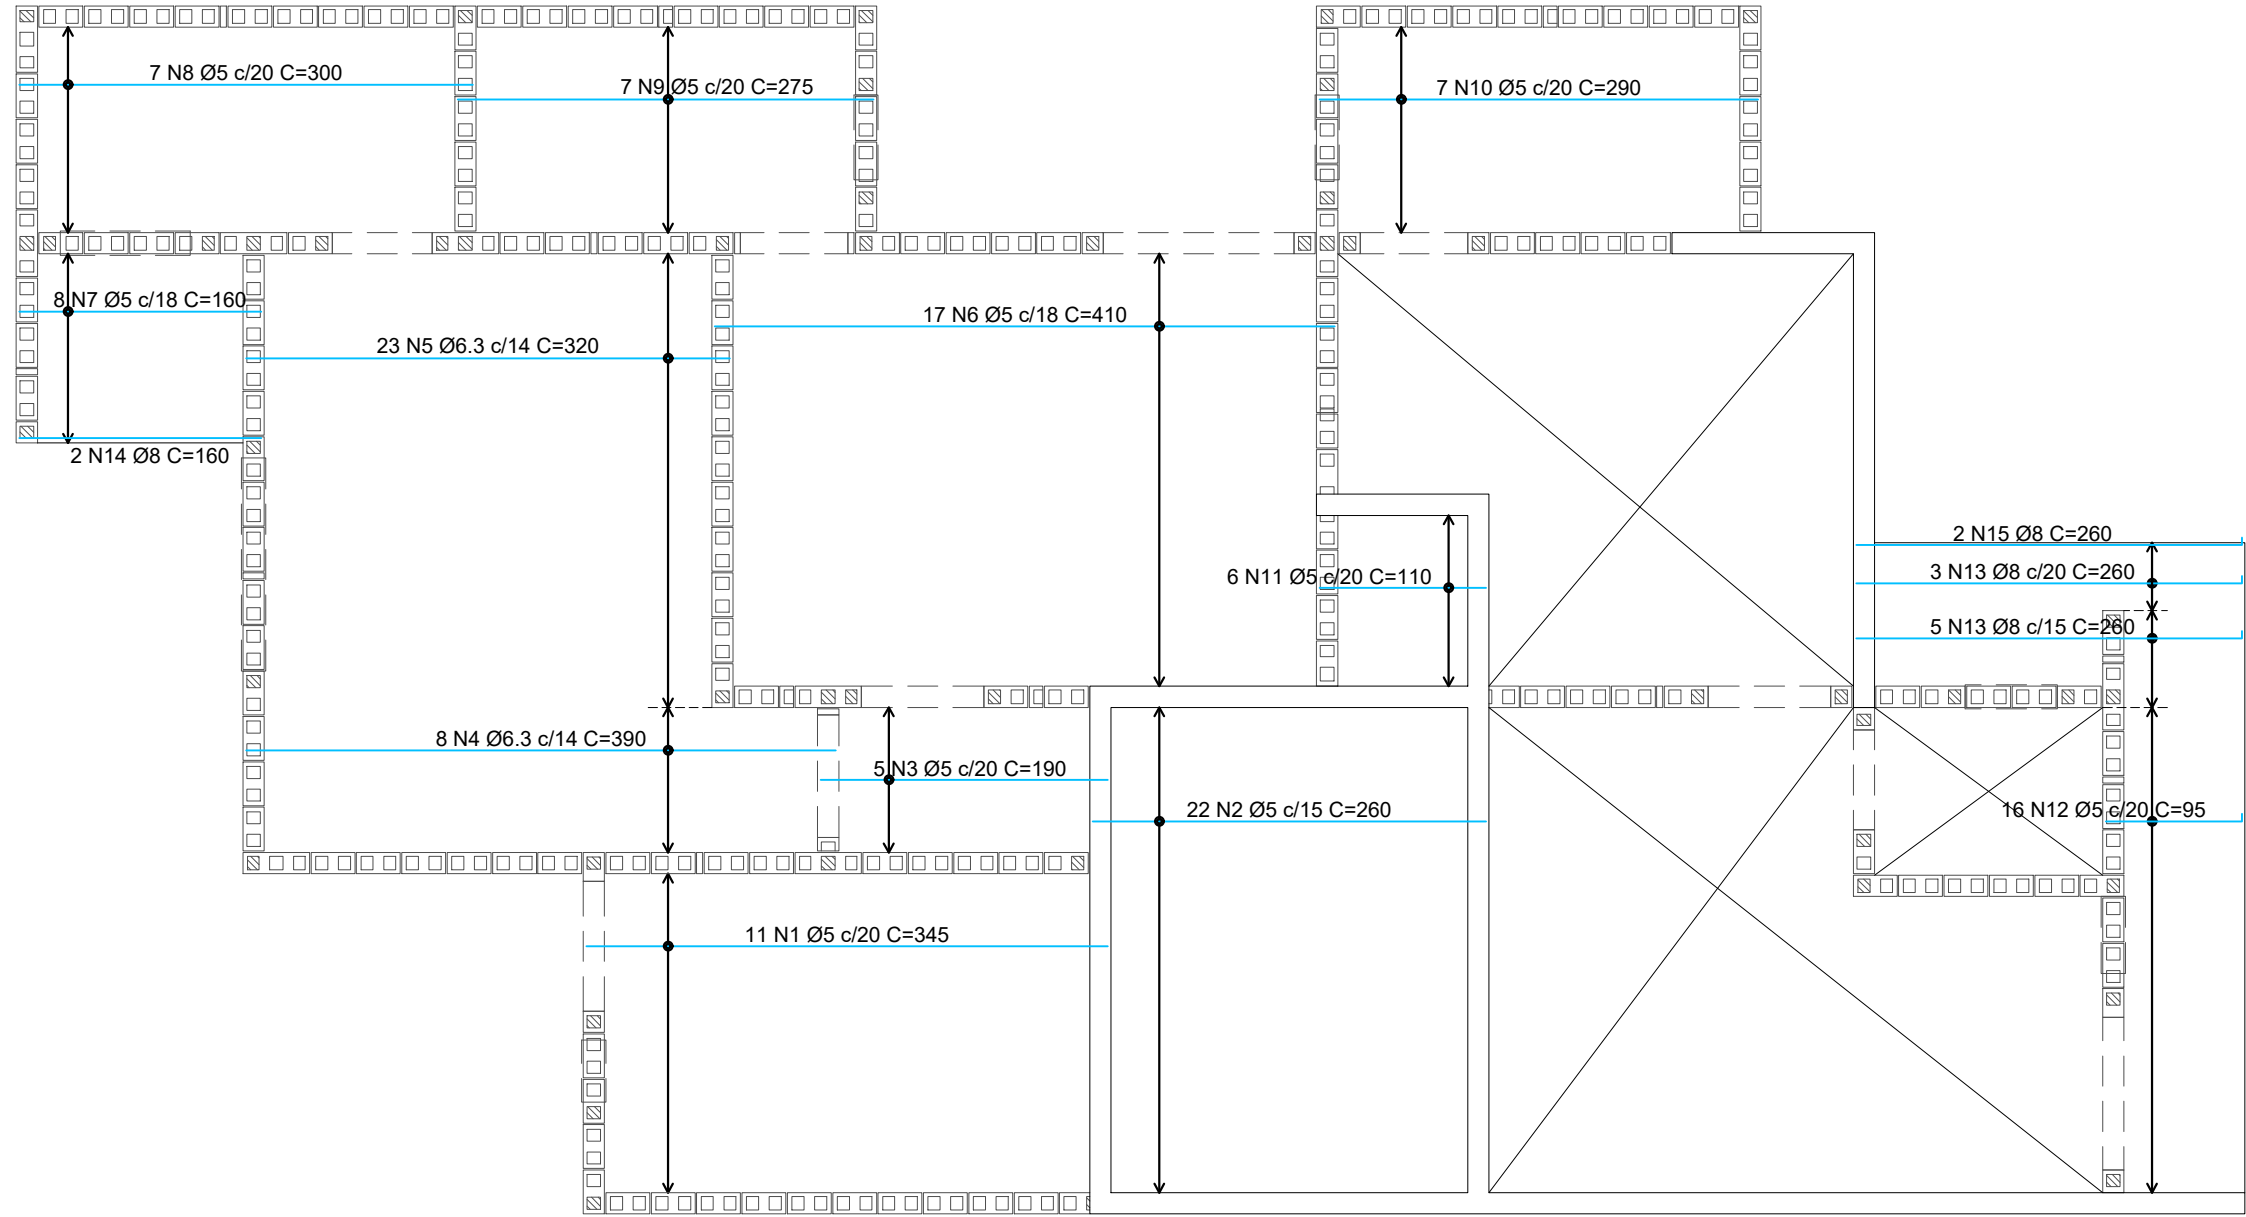 7 N8 Ø5 c/20 C=300
7 N9 Ø5 c/20 C=275
7 N10 Ø5 c/20 C=290
8 N7 Ø5 c/18 C=160
17 N6 Ø5 c/18 C=410
23 N5 Ø6.3 c/14 C=320
2 N14 Ø8 C=160
2 N15 Ø8 C=260
3 N13 Ø8 c/20 C=260
6 N11 Ø5 c/20 C=110
5 N13 Ø8 c/15 C=260
8 N4 Ø6.3 c/14 C=390
5 N3 Ø5 c/20 C=190
22 N2 Ø5 c/15 C=260
16 N12 Ø5 c/20 C=95
11 N1 Ø5 c/20 C=345